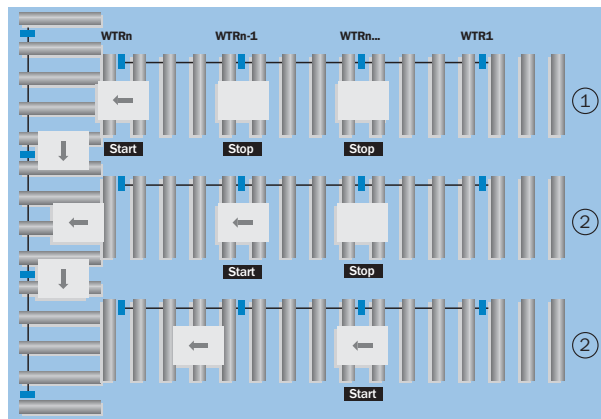 WTRn WTRn-1 WTRn... WTR1
1
Start Stop Stop
2
Start Stop
2
Start